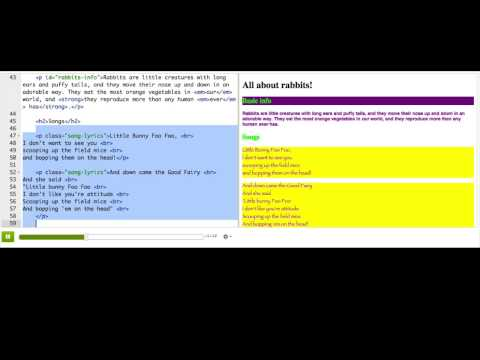 43 <p id="rabbits-info">Rabbits are little creatures with long
ears and puffy tails, and they move their nose up and down in an
adorable way. They eat the most orange vegetables in <em>our</em>
world, and <strong>they reproduce more than any human <em>ever</em
> has</strong>.</p>
44
45 <h2>Songs</h2>
46
47 <p class="song-lyrics">Little Bunny Foo Foo, <br>
48 I don't want to see you <br>
49 scooping up the field mice <br>
50 and bopping them on the head!</p>
51
52 <p class="song-lyrics">And down came the Good Fairy <br>
53 And she said <br>
54 "Little bunny Foo Foo <br>
55 I don't like you're attitude <br>
56 Scooping up the field mice <br>
57 And bopping 'em on the head" <br>
58 </p>
59
All about rabbits!
Basic info
Rabbits are little creatures with long ears and puffy tails, and they move their nose up and down in an
adorable way. They eat the most orange vegetables in our world, and they reproduce more than any
human ever has.
Songs
Little Bunny Foo Foo,
I don't want to see you
scooping up the field mice
and bopping them on the head!
And down came the Good Fairy
And she said
"Little bunny Foo Foo
I don't like you're attitude
Scooping up the field mice
And bopping 'em on the head"